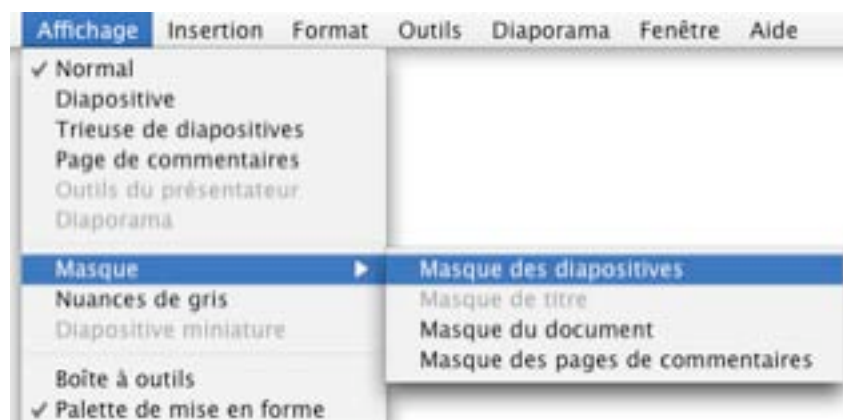 Affichage Insertion Format Outils Diaporama Fenêtre Aide
✓ Normal
Diapositive
Trieuse de diapositives
Page de commentaires
Outils du présentateur
Diaporama
Masque
Nuances de gris
Diapositive miniature
Boîte à outils
✓ Palette de mise en forme
Masque des diapositives
Masque de titre
Masque du document
Masque des pages de commentaires